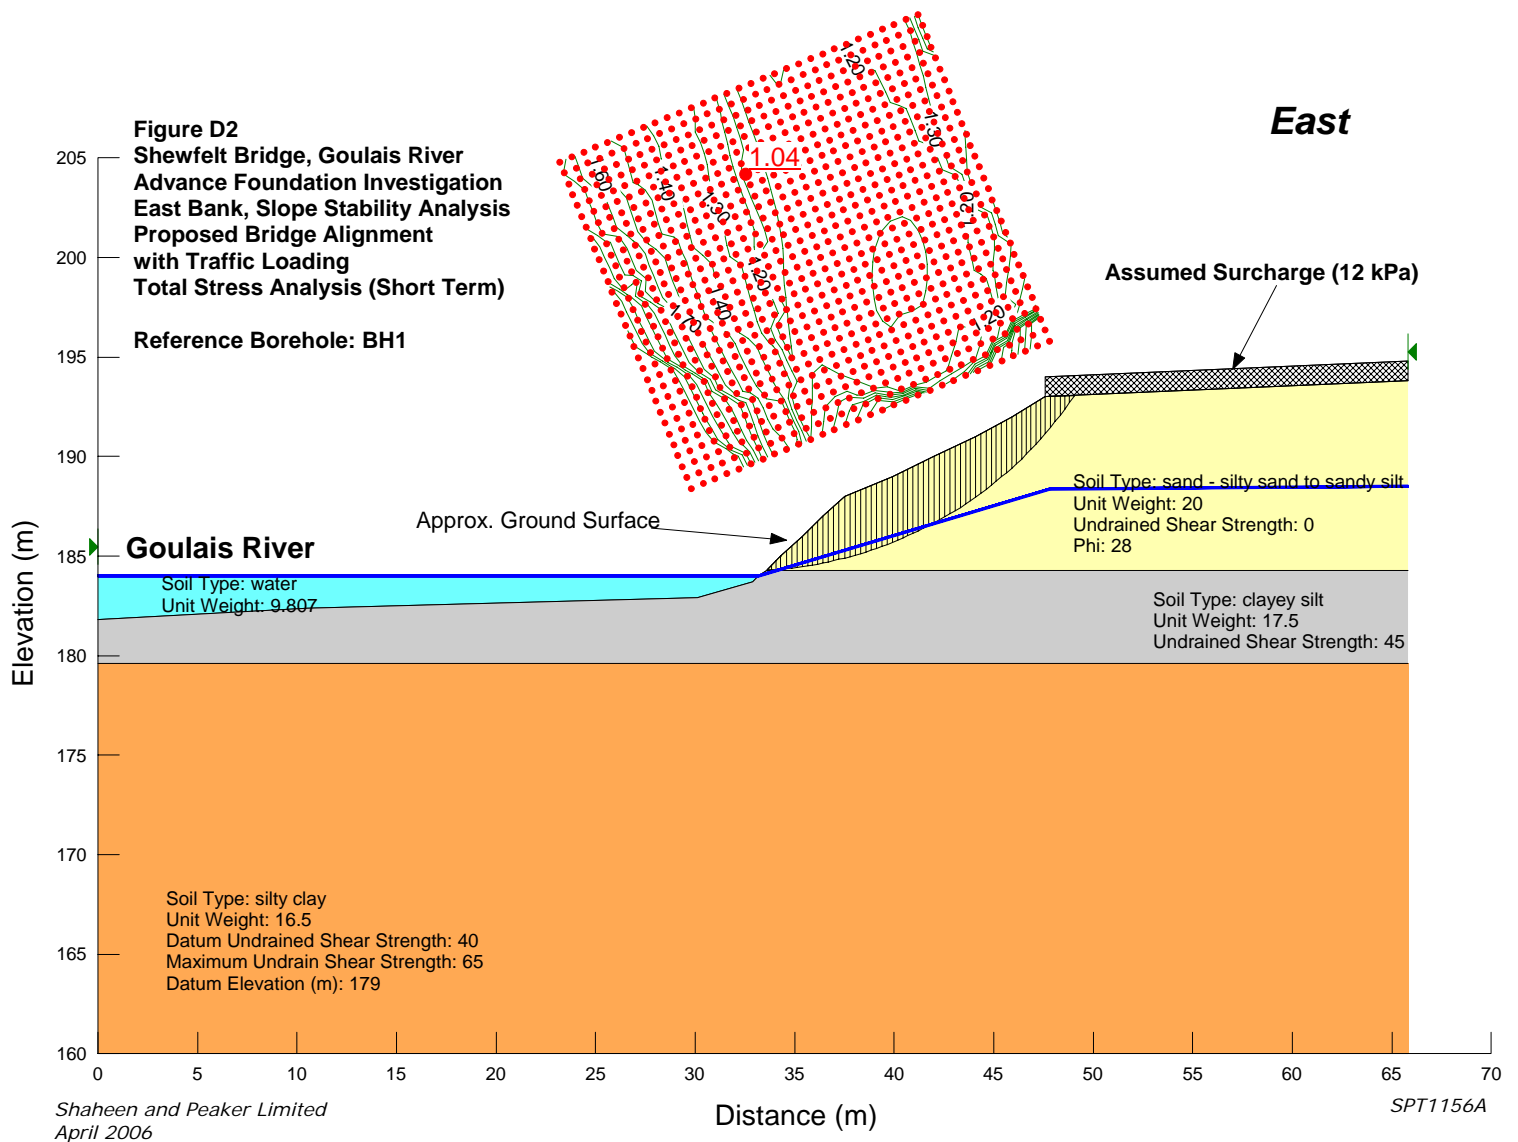 Figure D2
Shewfelt Bridge, Goulais River
Advance Foundation Investigation
East Bank, Slope Stability Analysis
Proposed Bridge Alignment
with Traffic Loading
Total Stress Analysis (Short Term)
Reference Borehole: BH1
East
1.04
1.60
1.40
1.30
1.20
1.40
1.70
1.20
1.30
1.20
1.20
Assumed Surcharge (12 kPa)
Approx. Ground Surface
Goulais River
Soil Type: water
Unit Weight: 9.807
Soil Type: sand - silty sand to sandy silt
Unit Weight: 20
Undrained Shear Strength: 0
Phi: 28
Soil Type: clayey silt
Unit Weight: 17.5
Undrained Shear Strength: 45
Soil Type: silty clay
Unit Weight: 16.5
Datum Undrained Shear Strength: 40
Maximum Undrain Shear Strength: 65
Datum Elevation (m): 179
Elevation (m)
205
200
195
190
185
180
175
170
165
160
0 5 10 15 20 25 30 35 40 45 50 55 60 65 70
Distance (m)
Shaheen and Peaker Limited
April 2006
SPT1156A